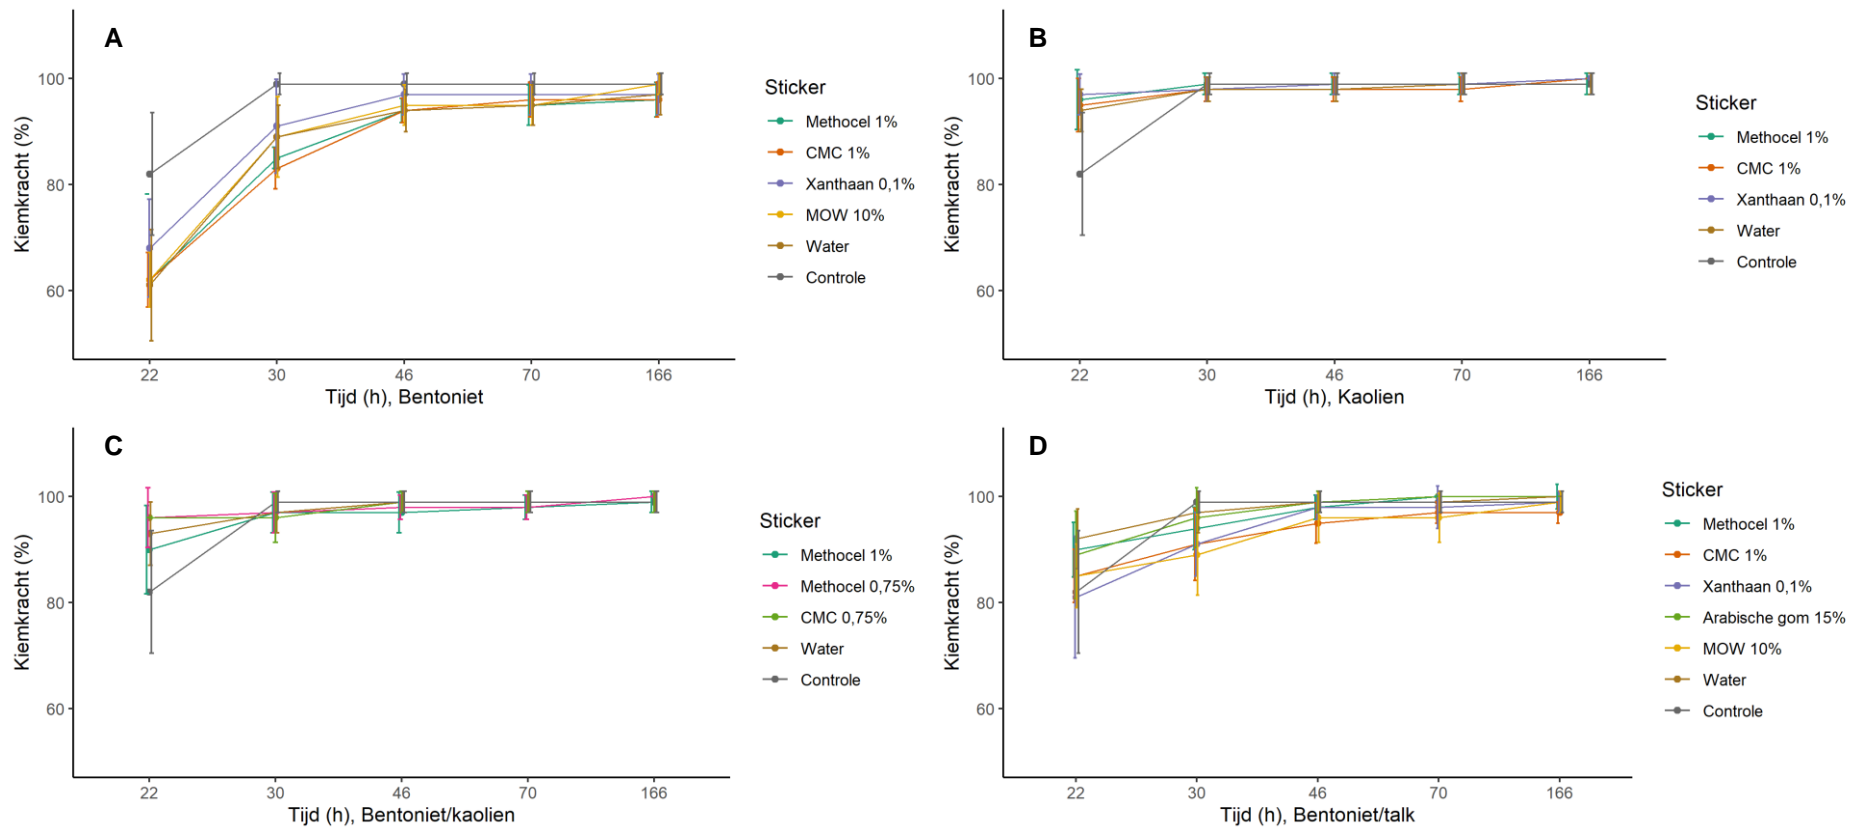 A
Kiemkracht (%)
100
80
60
22 30 46 70 166
Tijd (h), Bentoniet
Sticker
Methocel 1%
CMC 1%
Xanthaan 0,1%
MOW 10%
Water
Controle
B
Kiemkracht (%)
100
80
60
22 30 46 70 166
Tijd (h), Kaolien
Sticker
Methocel 1%
CMC 1%
Xanthaan 0,1%
Water
Controle
C
Kiemkracht (%)
100
80
60
22 30 46 70 166
Tijd (h), Bentoniet/kaolien
Sticker
Methocel 1%
Methocel 0,75%
CMC 0,75%
Water
Controle
D
Kiemkracht (%)
100
80
60
22 30 46 70 166
Tijd (h), Bentoniet/talk
Sticker
Methocel 1%
CMC 1%
Xanthaan 0,1%
Arabische gom 15%
MOW 10%
Water
Controle